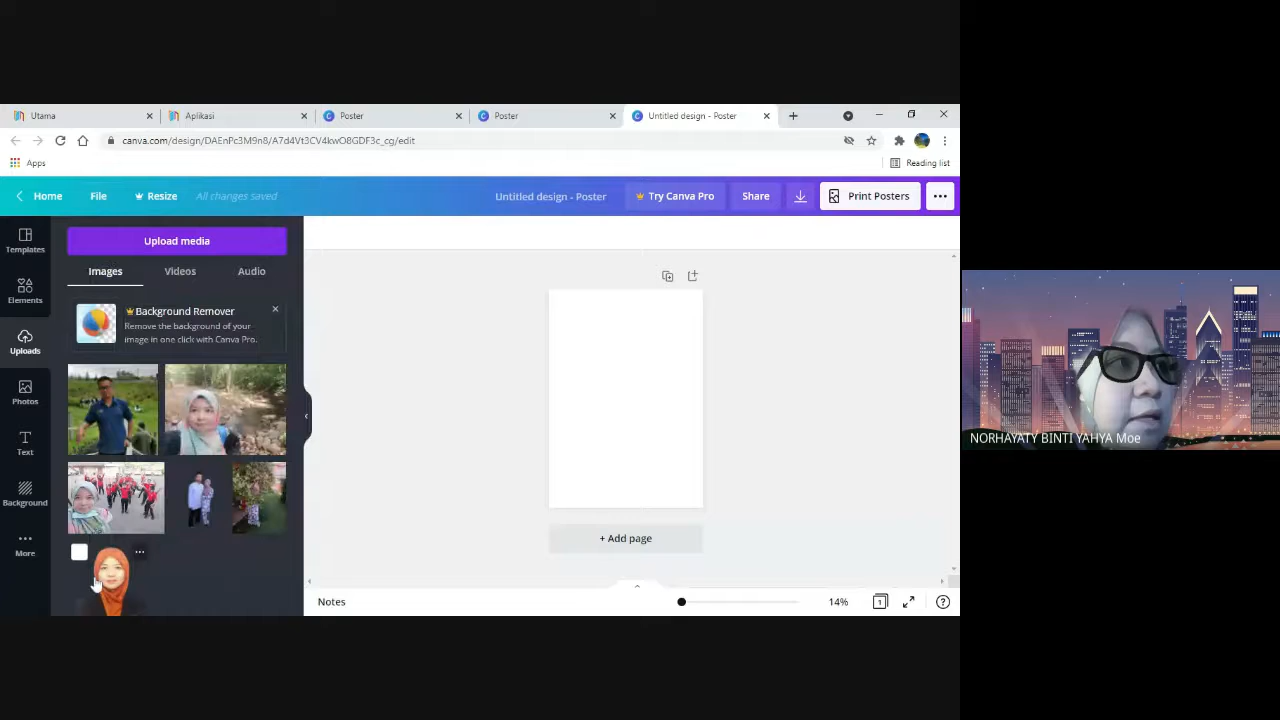 Utama
Aplikasi
Poster
Poster
Untitled design - Poster
canva.com/design/DAEnPc3M9n8/A7d4Vt3CV4kwO8GDF3c_cg/edit
Apps
Reading list
Home
File
Resize
All changes saved
Untitled design - Poster
Try Canva Pro
Share
Print Posters
Templates
Elements
Uploads
Photos
Text
Background
More
Upload media
Images
Videos
Audio
Background Remover
Remove the background of your
image in one click with Canva Pro.
+ Add page
Notes
14%
1
NORHAYATY BINTI YAHYA Moe